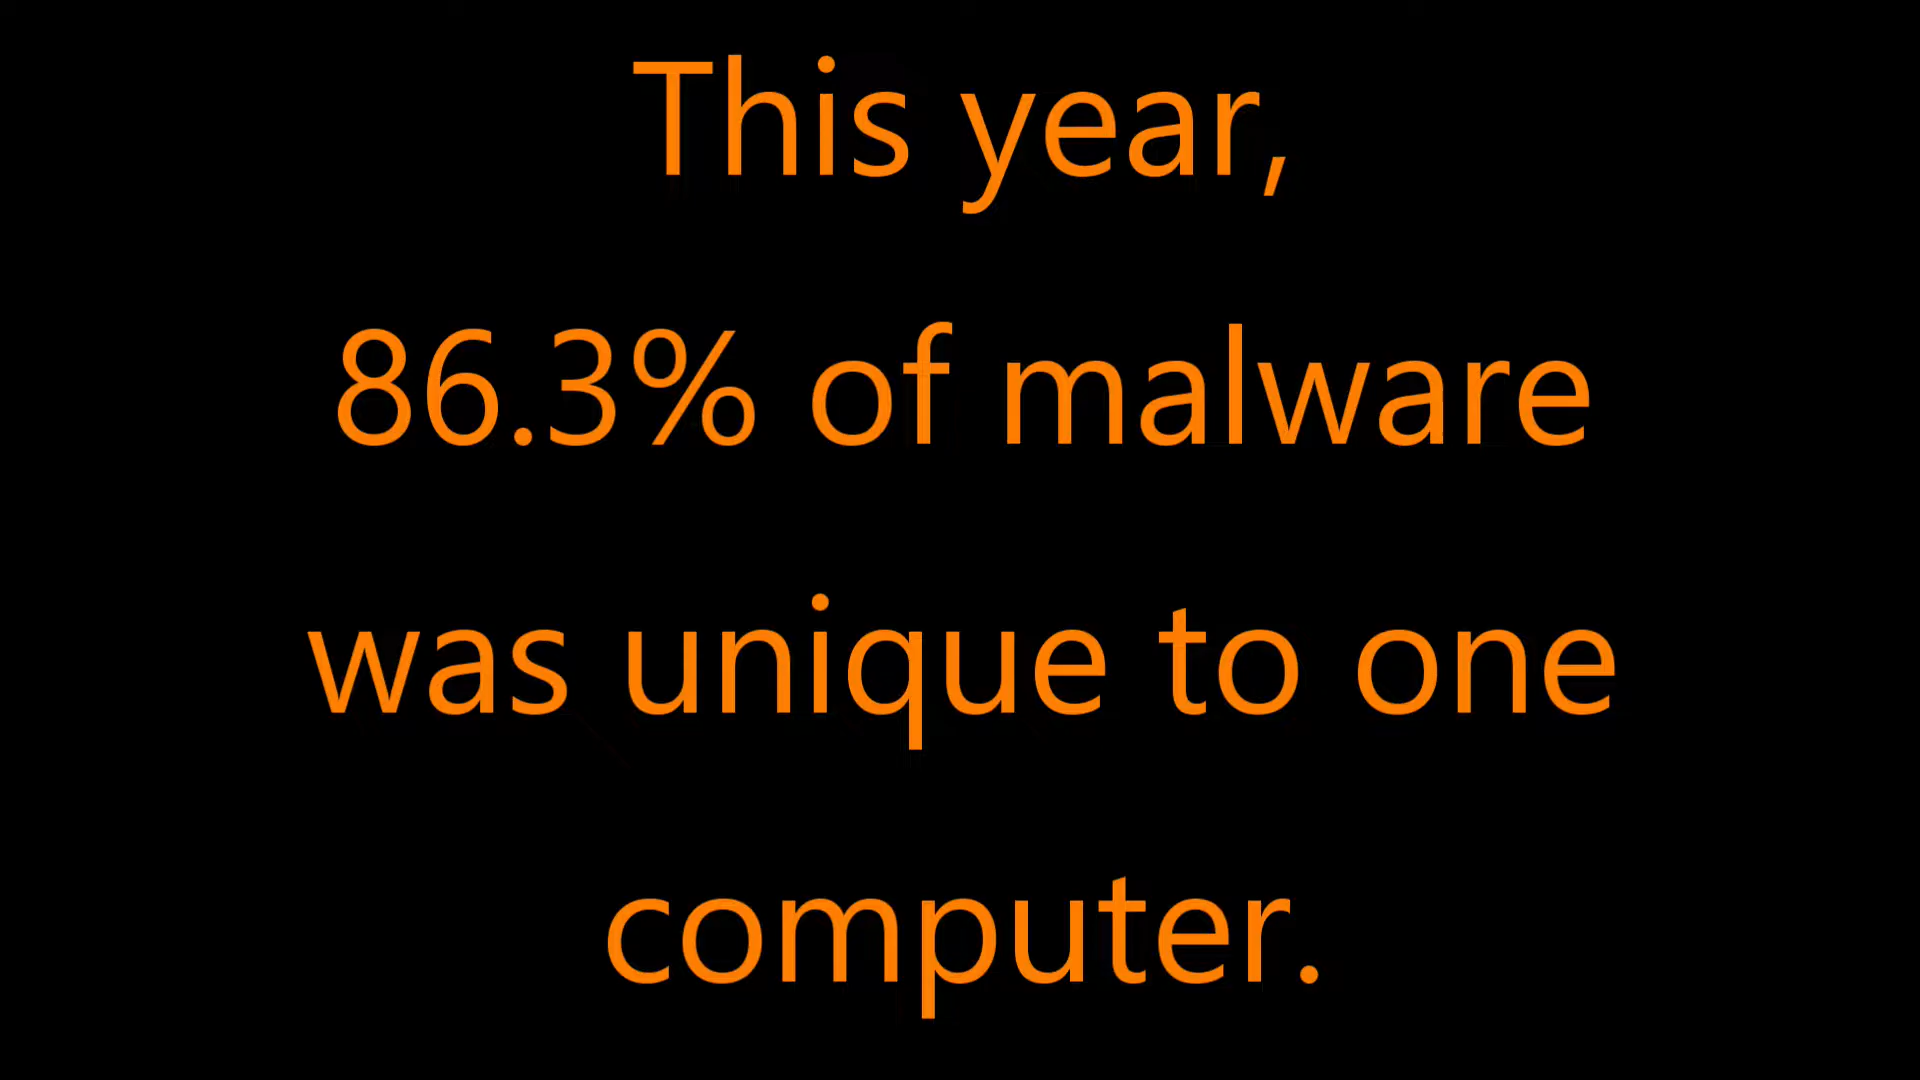 This year,
86.3% of malware
was unique to one
computer.